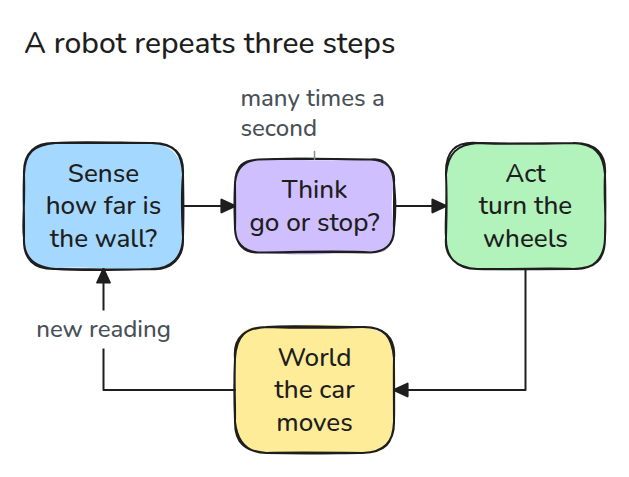 A robot repeats three steps
many times a
second
Sense
how far is
the wall?
Think
go or stop?
Act
turn the
wheels
new reading
World
the car
moves